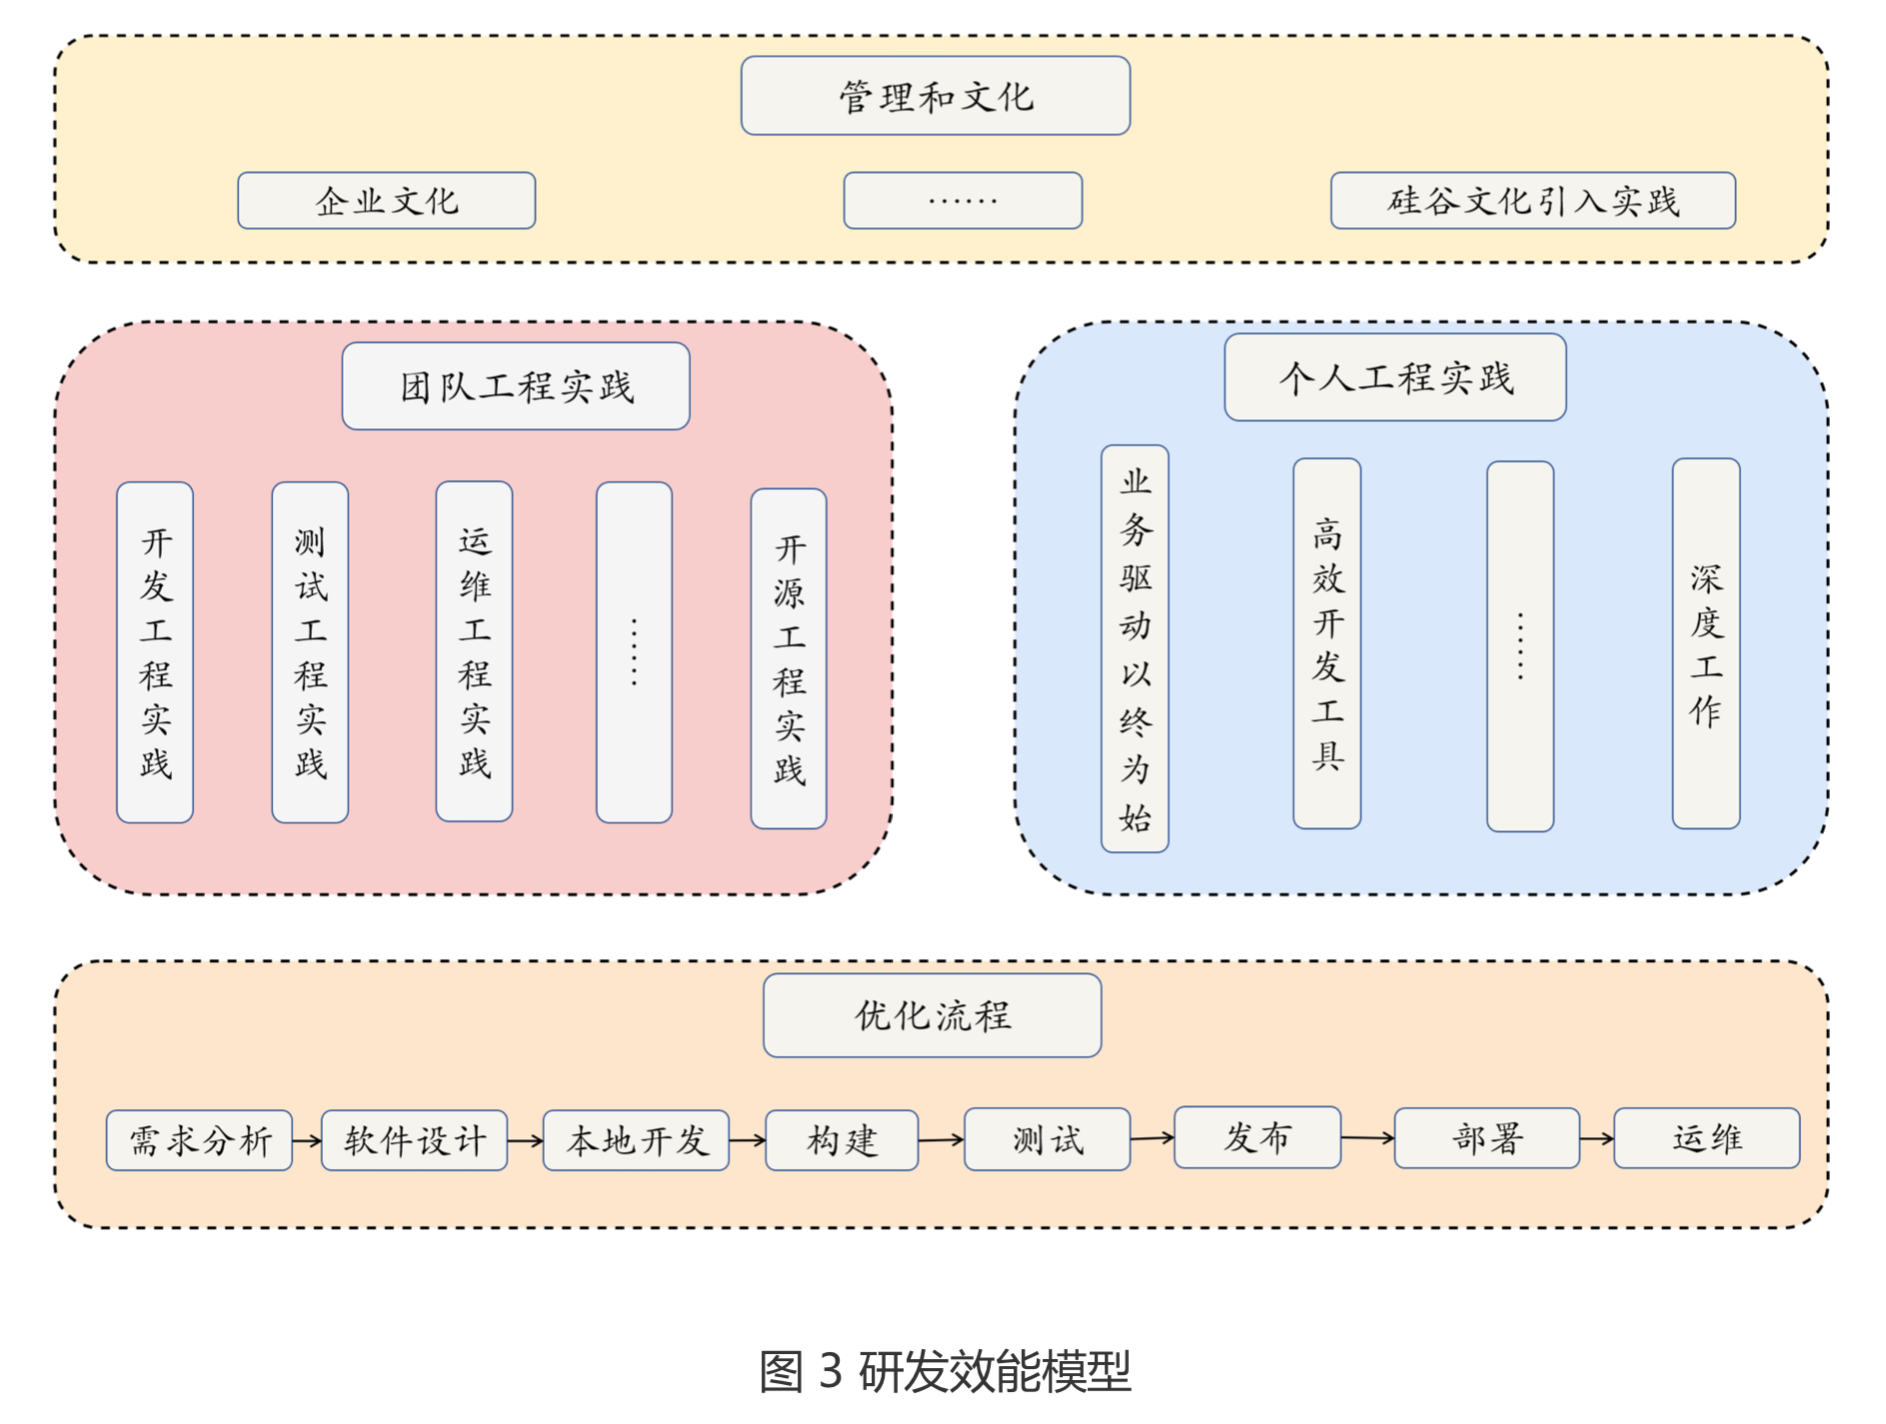 管理和文化
企业文化
······
硅谷文化引入实践
团队工程实践
开发工程实践
测试工程实践
运维工程实践
······
开源工程实践
个人工程实践
业务驱动以终为始
高效开发工具
······
深度工作
优化流程
需求分析
软件设计
本地开发
构建
测试
发布
部署
运维
图 3 研发效能模型